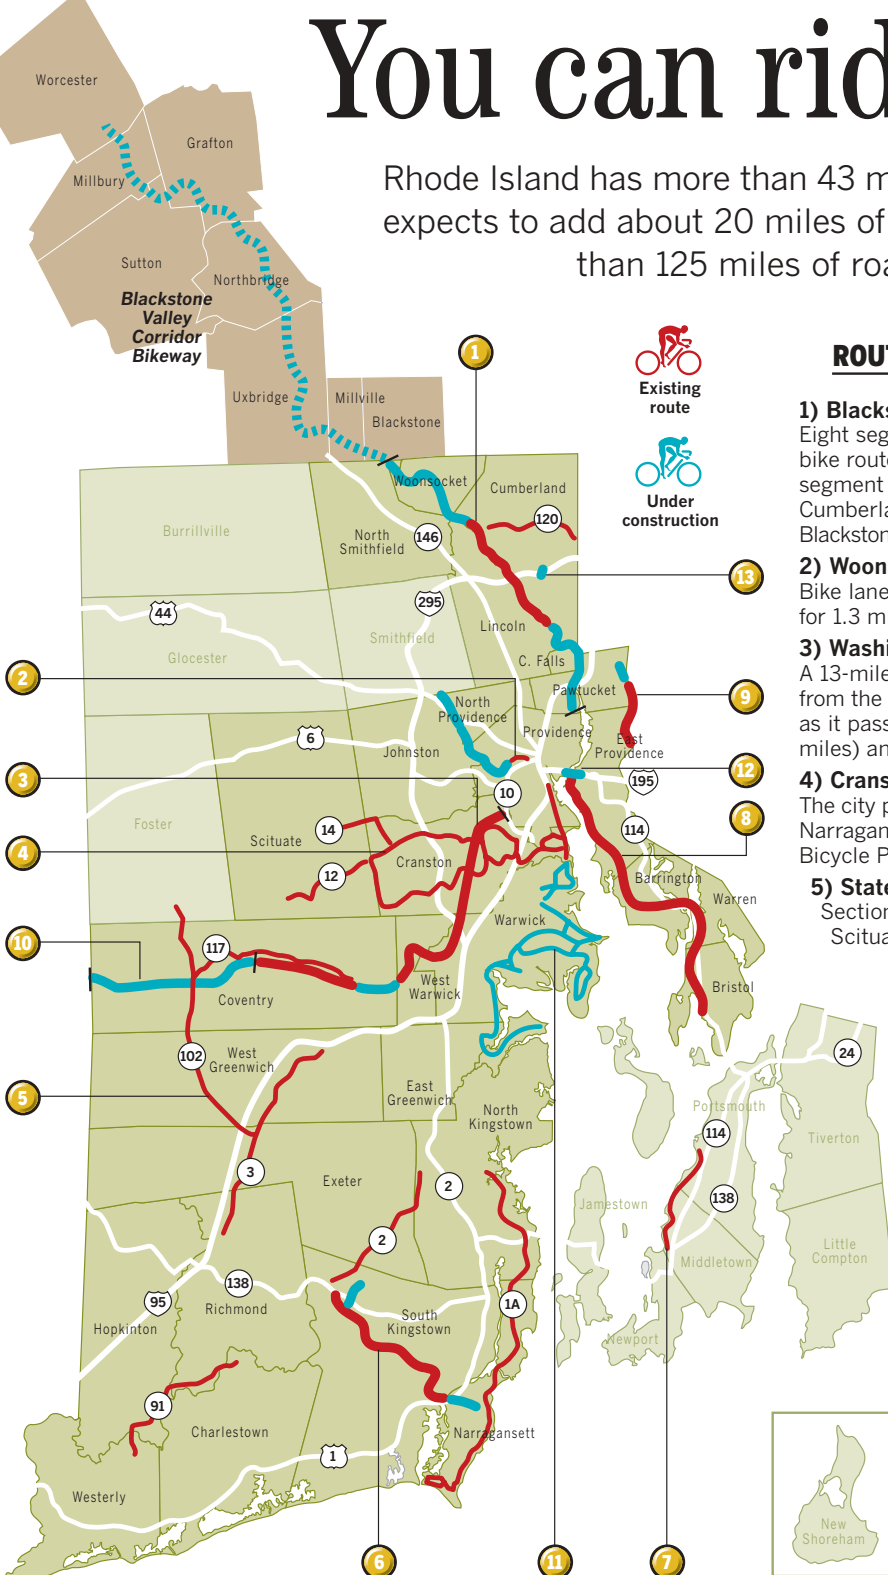 You can rid
Rhode Island has more than 43 m
expects to add about 20 miles of
than 125 miles of roa
Existing
route
Under
construction
ROUT
1) Blacks
Eight seg
bike rout
segment
Cumberla
Blackston
2) Woon
Bike lane
for 1.3 m
3) Washi
A 13-mile
from the
as it pass
miles) an
4) Crans
The city p
Narragan
Bicycle P
5) State
Section
Scitua
Worcester
Grafton
Millbury
Sutton
Northbridge
Blackstone
Valley
Corridor
Bikeway
Uxbridge
Millville
Blackstone
1
Woonsocket
Cumberland
120
Burrillville
North
Smithfield
146
13
295
44
Smithfield
Lincoln
Glocester
C. Falls
2
Pawtucket
9
North
Providence
Providence
East
Providence
6
Johnston
12
195
3
10
Foster
14
Scituate
114
8
4
Cranston
12
Barrington
Warren
Warwick
10
117
West
Warwick
Bristol
Coventry
102
West
Greenwich
24
5
East
Greenwich
North
Kingstown
Portsmouth
114
Tiverton
3
Exeter
2
138
Jamestown
2
Middletown
Little
Compton
138
95
Richmond
1A
Hopkinton
South
Kingstown
Newport
91
Charlestown
Narragansett
1
Westerly
New
Shoreham
6
11
7